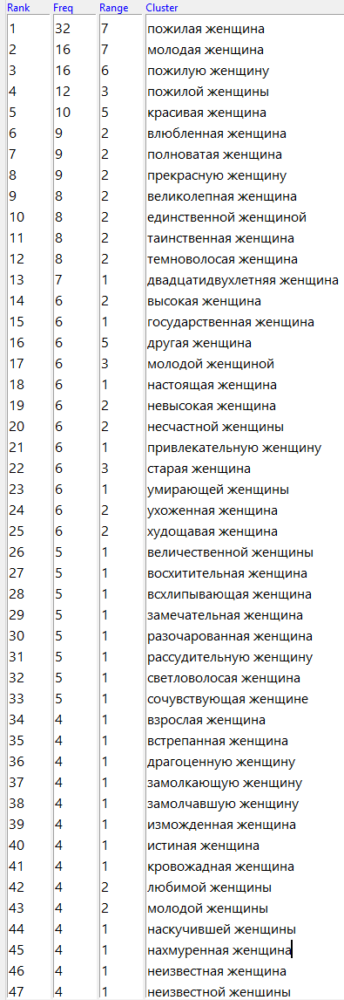 Rank Freq Range Cluster
1 32 7 пожилая женщина
2 16 7 молодая женщина
3 16 6 пожилую женщину
4 12 3 пожилой женщины
5 10 5 красивая женщина
6 9 2 влюбленная женщина
7 9 2 полноватая женщина
8 9 2 прекрасную женщину
9 8 2 великолепная женщина
10 8 2 единственной женщиной
11 8 2 таинственная женщина
12 8 2 темноволосая женщина
13 7 1 двадцатидвухлетняя женщина
14 6 2 высокая женщина
15 6 1 государственная женщина
16 6 5 другая женщина
17 6 3 молодой женщиной
18 6 1 настоящая женщина
19 6 2 невысокая женщина
20 6 2 несчастной женщины
21 6 1 привлекательную женщину
22 6 3 старая женщина
23 6 1 умирающей женщины
24 6 2 ухоженная женщина
25 6 2 худощавая женщина
26 5 1 величественной женщины
27 5 1 восхитительная женщина
28 5 1 всхлипывающая женщина
29 5 1 замечательная женщина
30 5 1 разочарованная женщина
31 5 1 рассудительную женщину
32 5 1 светловолосая женщина
33 5 1 сочувствующая женщине
34 4 1 взрослая женщина
35 4 1 встрепанная женщина
36 4 1 драгоценную женщину
37 4 1 замолкающую женщину
38 4 1 замолчавшую женщину
39 4 1 изможденная женщина
40 4 1 истиная женщина
41 4 1 кровожадная женщина
42 4 2 любимой женщины
43 4 2 молодой женщины
44 4 1 наскучившей женщины
45 4 1 нахмуренная женщина
46 4 1 неизвестная женщина
47 4 1 неизвестной женщины